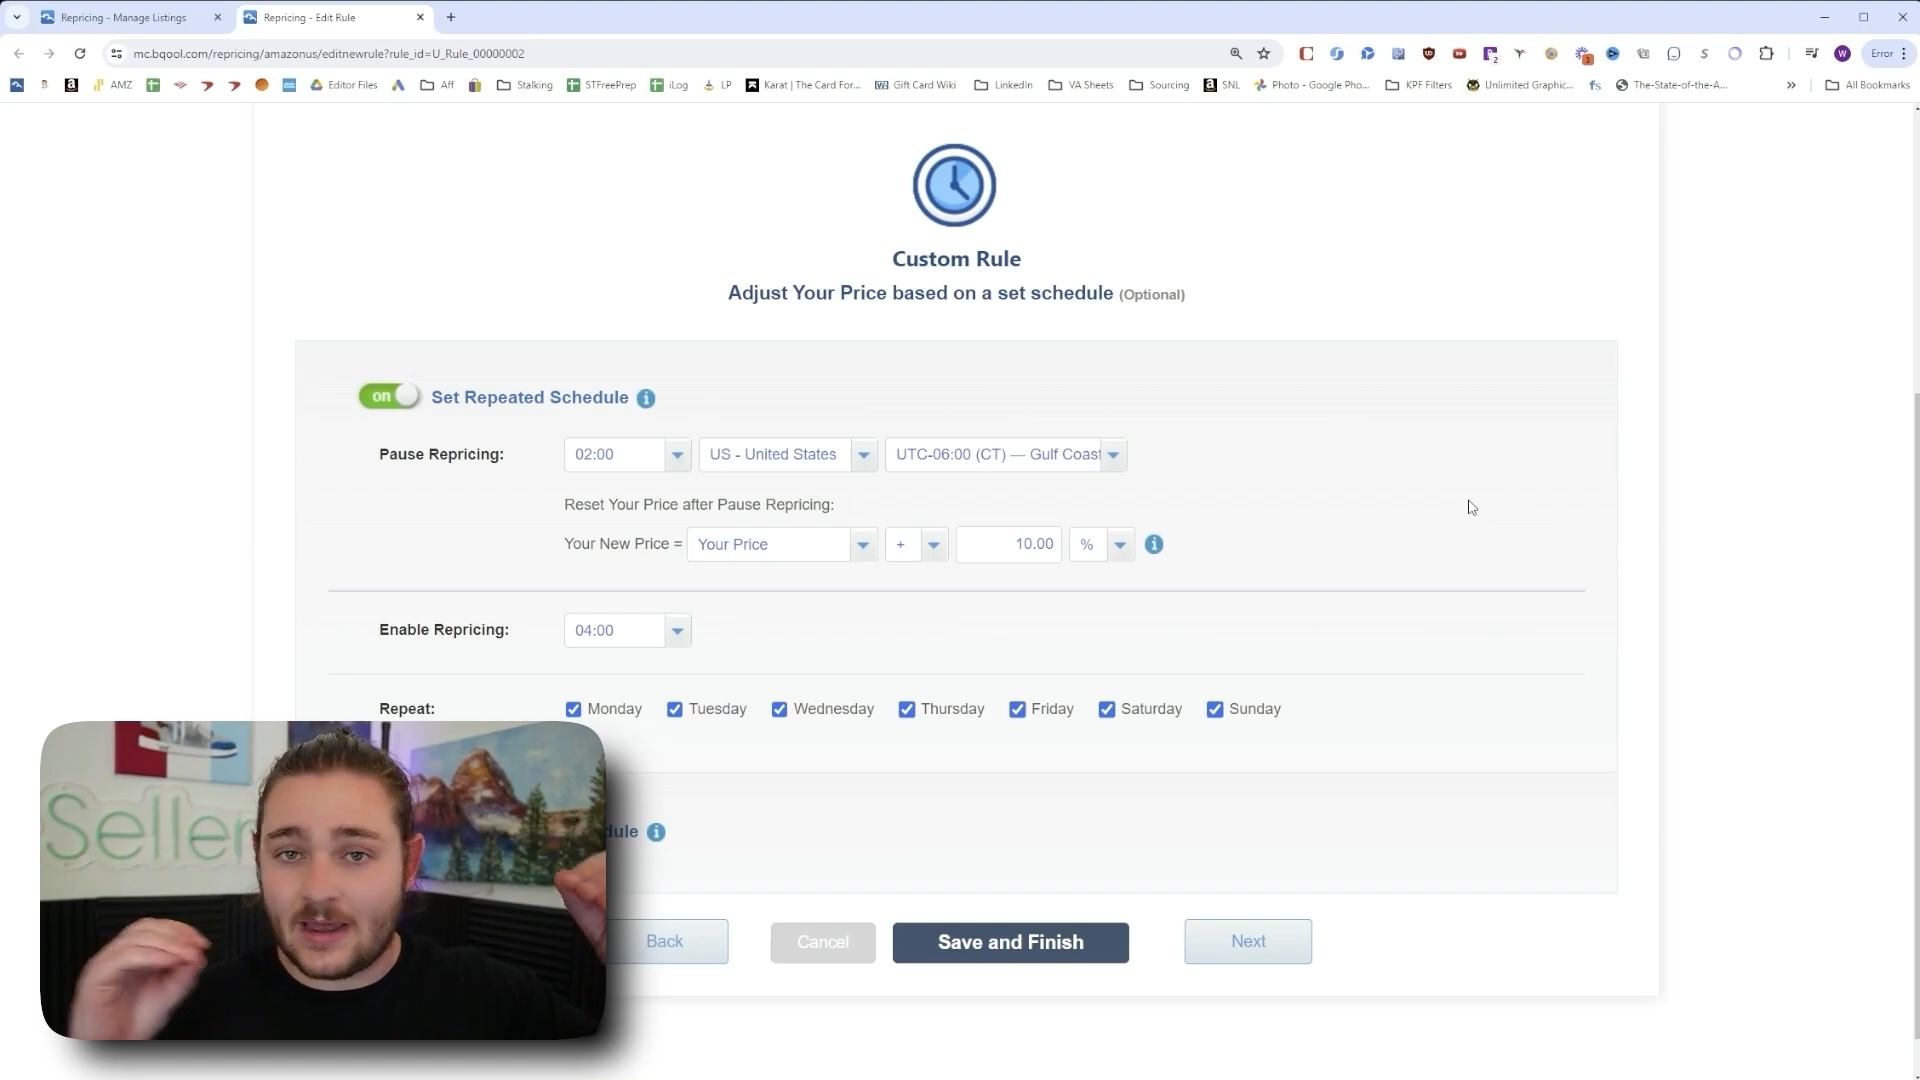 Repricing - Manage Listings
Repricing - Edit Rule
mc.bqool.com/repricing/amazonus/editnewrule?rule_id=U_Rule_00000002
Error
AMZ
Editor Files
Aff
Stalking
STFreePrep
iLog
LP
Karat | The Card For...
Gift Card Wiki
LinkedIn
VA Sheets
Sourcing
SNL
Photo - Google Pho...
KPF Filters
Unlimited Graphic...
fs
The-State-of-the-A...
All Bookmarks
Custom Rule
Adjust Your Price based on a set schedule (Optional)
on Set Repeated Schedule
Pause Repricing: 02:00 US - United States UTC-06:00 (CT) — Gulf Coast
Reset Your Price after Pause Repricing:
Your New Price = Your Price + 10.00 %
Enable Repricing: 04:00
Repeat: Monday Tuesday Wednesday Thursday Friday Saturday Sunday
dule
Seller
Back Cancel Save and Finish Next